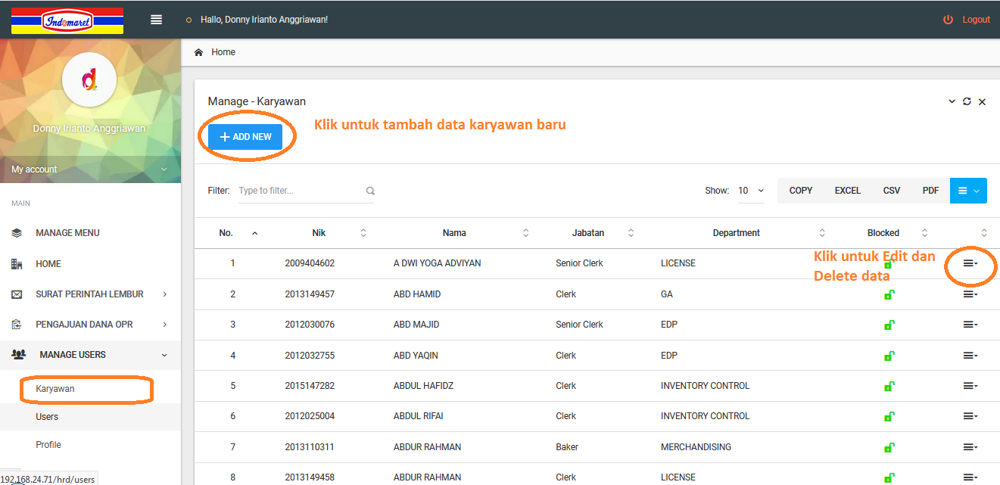 Indomaret
Hallo, Donny Irianto Anggriawan!
Logout
Donny Irianto Anggriawan
My account
MAIN
MANAGE MENU
HOME
SURAT PERINTAH LEMBUR
PENGAJUAN DANA OPR
MANAGE USERS
Karyawan
Users
Profile
192.168.24.71/hrd/users
Home
Manage - Karyawan
ADD NEW
Klik untuk tambah data karyawan baru
Filter: Type to filter... Show: 10 COPY EXCEL CSV PDF
No. Nik Nama Jabatan Department Blocked
1 2009404602 A DWI YOGA ADVIYAN Senior Clerk LICENSE
Klik untuk Edit dan
Delete data
2 2013149457 ABD HAMID Clerk GA
3 2012030076 ABD MAJID Senior Clerk EDP
4 2012032755 ABD YAQIN Clerk EDP
5 2015147282 ABDUL HAFIDZ Clerk INVENTORY CONTROL
6 2012025004 ABDUL RIFAI Clerk INVENTORY CONTROL
7 2013110311 ABDUR RAHMAN Baker MERCHANDISING
8 2013149458 ABDUR RAHMAN Clerk LICENSE